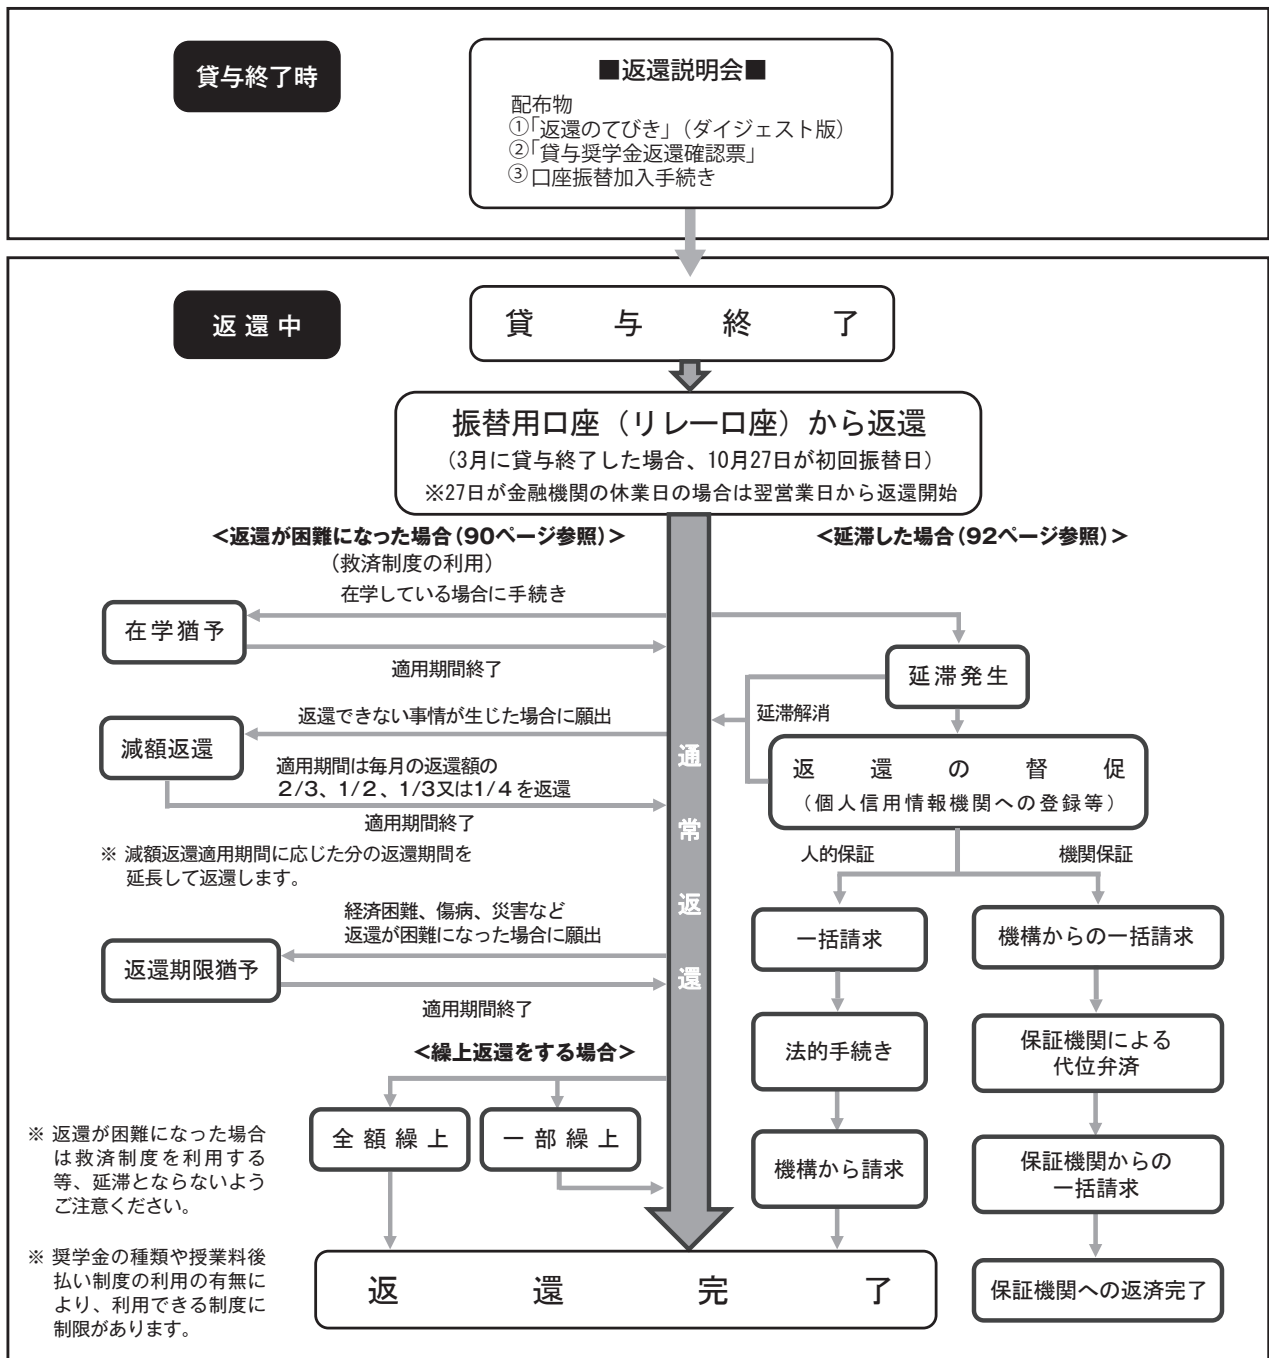 貸与終了時
■返還説明会■
配布物
①「返還のてびき」(ダイジェスト版)
②「貸与奨学金返還確認票」
③口座振替加入手続き
返還中
貸与終了
振替用口座(リレー口座)から返還
(3月に貸与終了した場合、10月27日が初回振替日)
※27日が金融機関の休業日の場合は翌営業日から返還開始
<返還が困難になった場合(90ページ参照)>
(救済制度の利用)
在学している場合に手続き
在学猶予
適用期間終了
返還できない事情が生じた場合に願出
減額返還
適用期間は毎月の返還額の
2/3、1/2、1/3又は1/4を返還
適用期間終了
※ 減額返還適用期間に応じた分の返還期間を
延長して返還します。
経済困難、傷病、災害など
返還が困難になった場合に願出
返還期限猶予
適用期間終了
<繰上返還をする場合>
全額繰上
一部繰上
通常返還
<延滞した場合(92ページ参照)>
延滞発生
延滞解消
返還の督促
(個人信用情報機関への登録等)
人的保証
機関保証
一括請求
機構からの一括請求
法的手続き
保証機関による
代位弁済
機構から請求
保証機関からの
一括請求
返還完了
保証機関への返済完了
※ 返還が困難になった場合
は救済制度を利用する
等、延滞とならないよう
ご注意ください。
※ 奨学金の種類や授業料後
払い制度の利用の有無に
より、利用できる制度に
制限があります。